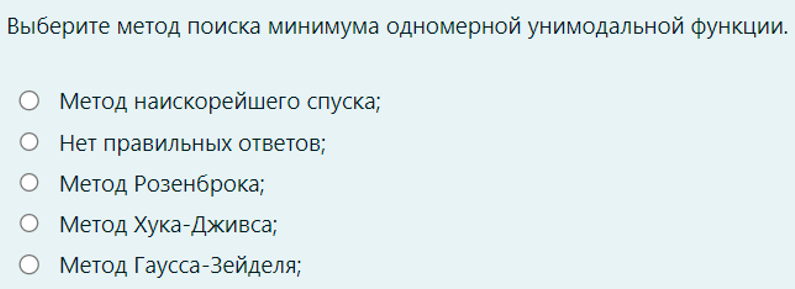 Выберите метод поиска минимума одномерной унимодальной функции.
Метод наискорейшего спуска;
Нет правильных ответов;
Метод Розенброка;
Метод Хука-Дживса;
Метод Гаусса-Зейделя;